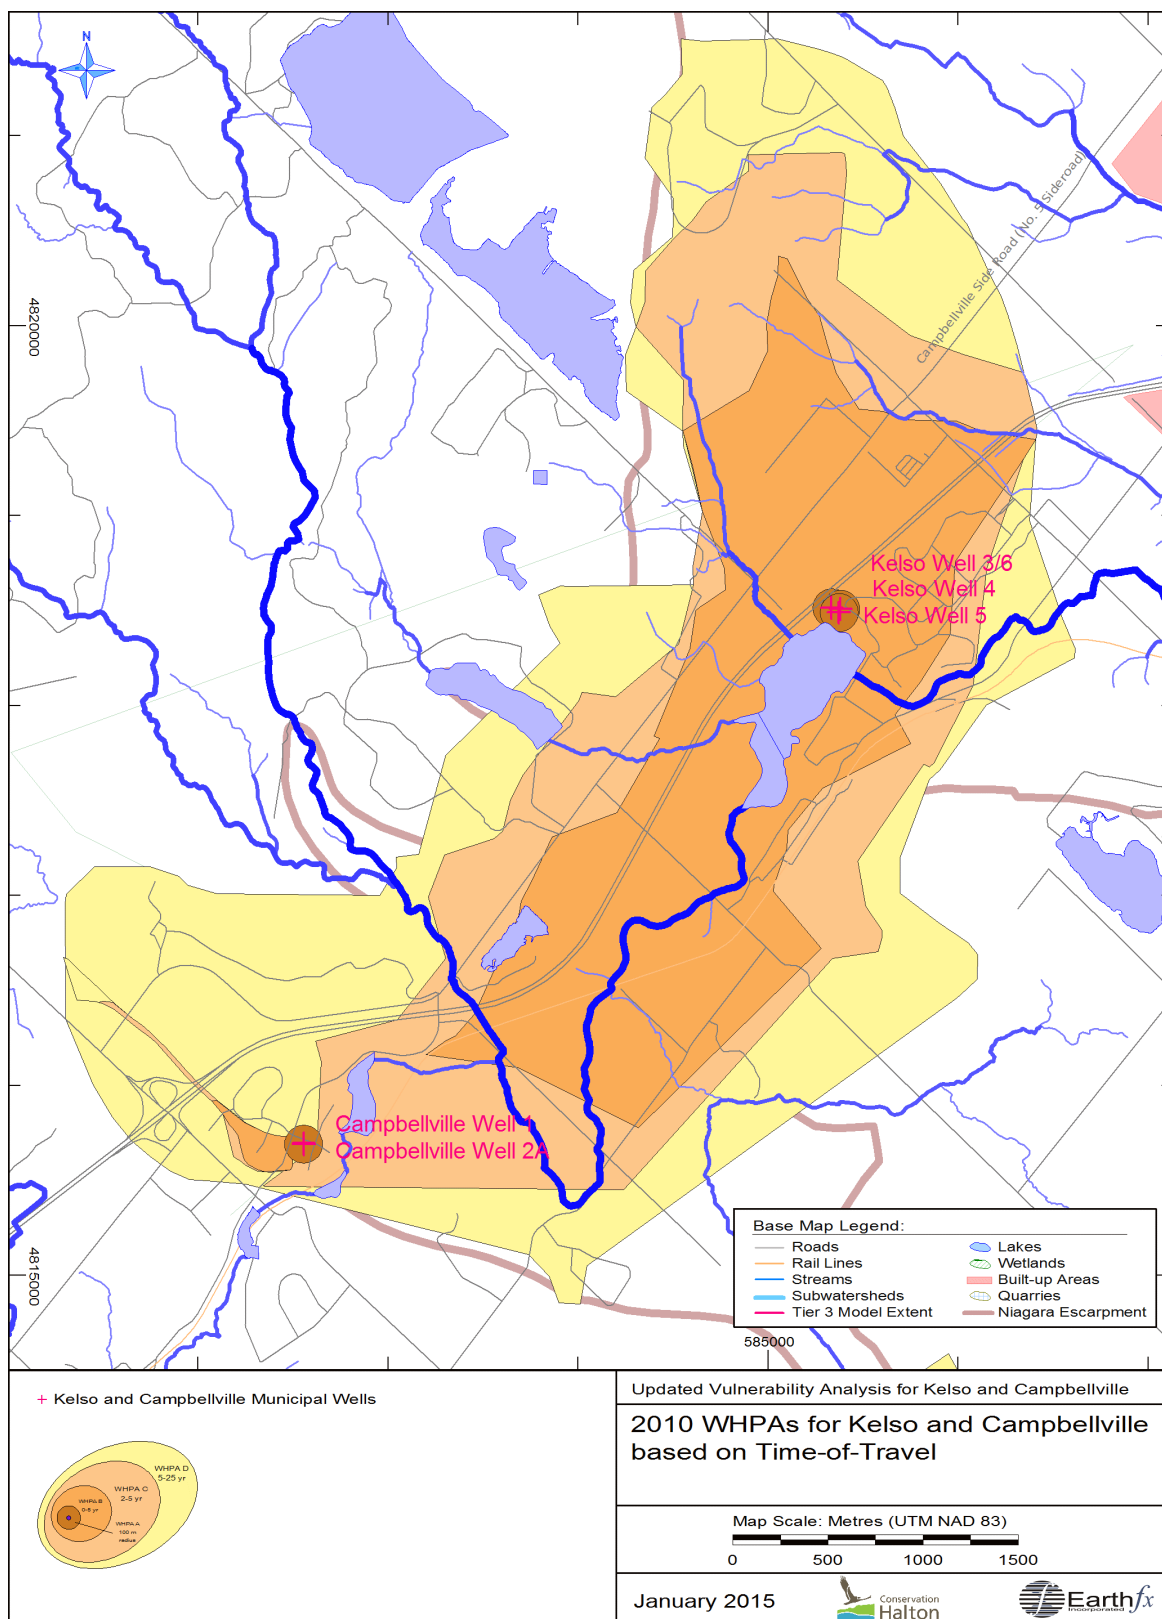 N
Campbellville Side Road (No. 5 Sideroad)
4820000
Kelso Well 3/6
Kelso Well 4
Kelso Well 5
Campbellville Well 1
Campbellville Well 2A
4815000
Base Map Legend:
Roads
Rail Lines
Streams
Subwatersheds
Tier 3 Model Extent
Lakes
Wetlands
Built-up Areas
Quarries
Niagara Escarpment
585000
+ Kelso and Campbellville Municipal Wells
WHPA D
5-25 yr
WHPA C
2-5 yr
WHPA B
WHPA A
100 m
radius
Updated Vulnerability Analysis for Kelso and Campbellville
2010 WHPAs for Kelso and Campbellville
based on Time-of-Travel
Map Scale: Metres (UTM NAD 83)
0 500 1000 1500
January 2015
Conservation
Halton
Earthfx
Incorporated